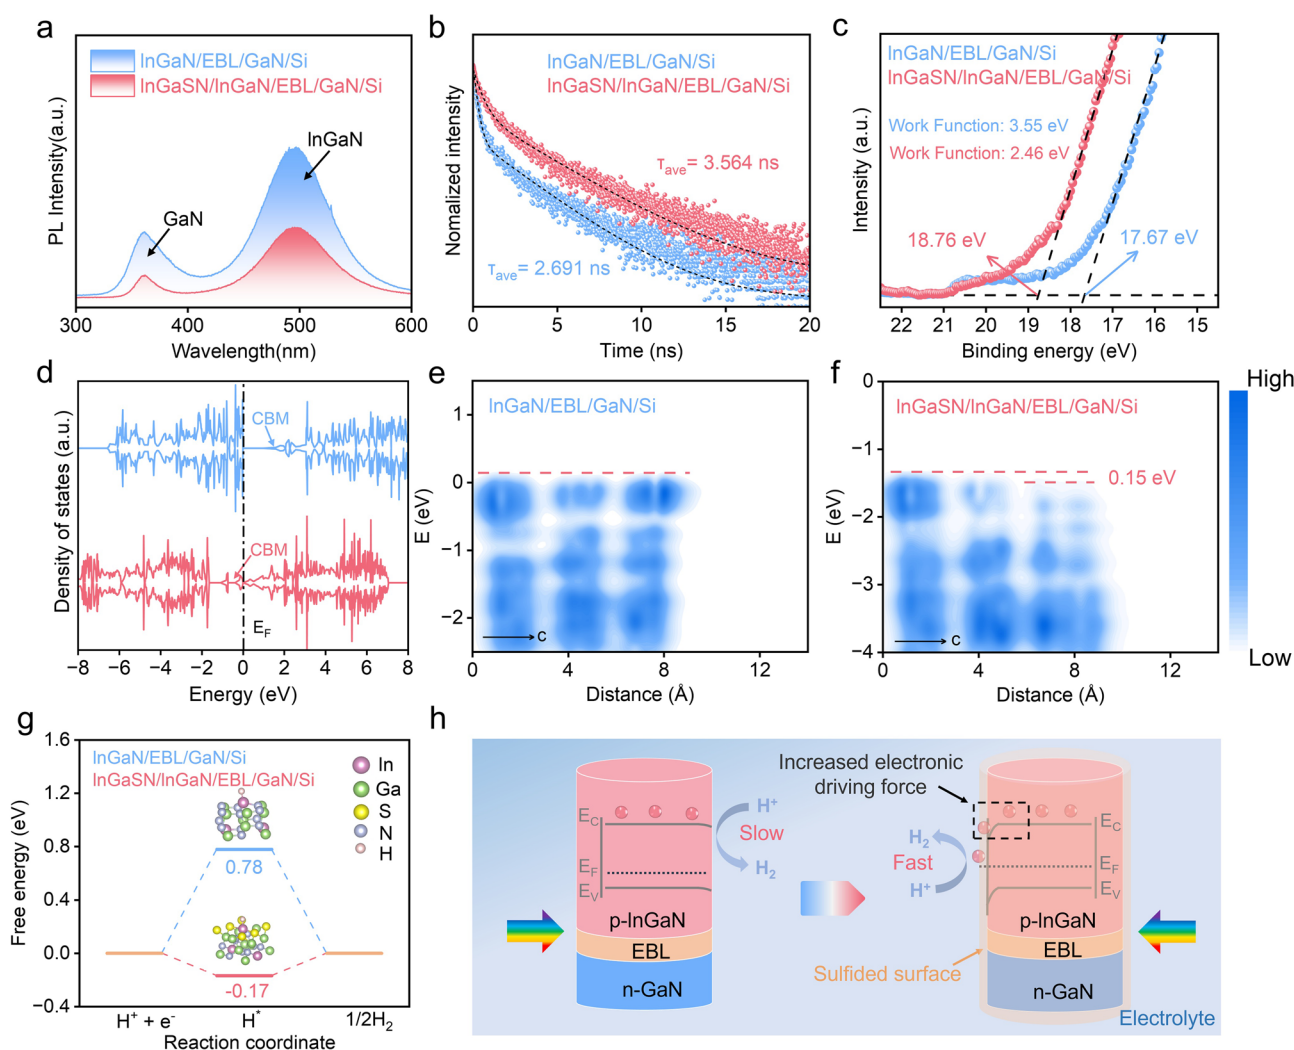 a
InGaN/EBL/GaN/Si
InGaSN/InGaN/EBL/GaN/Si
InGaN
GaN
PL Intensity(a.u.)
300 400 500 600
Wavelength(nm)
b
InGaN/EBL/GaN/Si
InGaSN/InGaN/EBL/GaN/Si
τave= 3.564 ns
τave= 2.691 ns
Nomalized intensity
0 5 10 15 20
Time (ns)
c
InGaN/EBL/GaN/Si
InGaSN/InGaN/EBL/GaN/Si
Work Function: 3.55 eV
Work Function: 2.46 eV
18.76 eV
17.67 eV
Intensity (a.u.)
22 21 20 19 18 17 16 15
Binding energy (eV)
d
CBM
CBM
EF
Density of states (a.u.)
−8 −6 −4 −2 0 2 4 6 8
Energy (eV)
e
InGaN/EBL/GaN/Si
1
0
−1
−2
E (eV)
c
0 4 8 12
Distance (Å)
f
InGaSN/InGaN/EBL/GaN/Si
0.15 eV
0
−1
−2
−3
−4
E (eV)
c
0 4 8 12
Distance (Å)
High
Low
g
InGaN/EBL/GaN/Si
InGaSN/InGaN/EBL/GaN/Si
In
Ga
S
N
H
0.78
-0.17
1.6
1.2
0.8
0.4
0.0
−0.4
Free energy (eV)
H+ + e- H* 1/2H2
Reaction coordinate
h
EC
EF
EV
p-InGaN
EBL
n-GaN
H+
Slow
H2
Increased electronic
driving force
H2
Fast
H+
EC
EF
EV
p-InGaN
EBL
n-GaN
Sulfided surface
Electrolyte